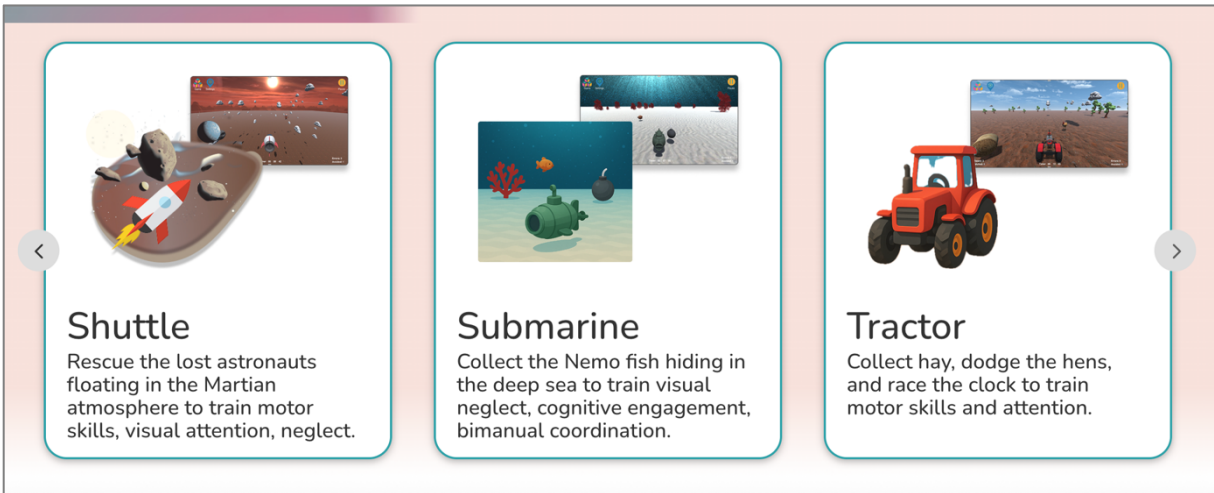 Shuttle
Rescue the lost astronauts
floating in the Martian
atmosphere to train motor
skills, visual attention, neglect.
Submarine
Collect the Nemo fish hiding in
the deep sea to train visual
neglect, cognitive engagement,
bimanual coordination.
Tractor
Collect hay, dodge the hens,
and race the clock to train
motor skills and attention.